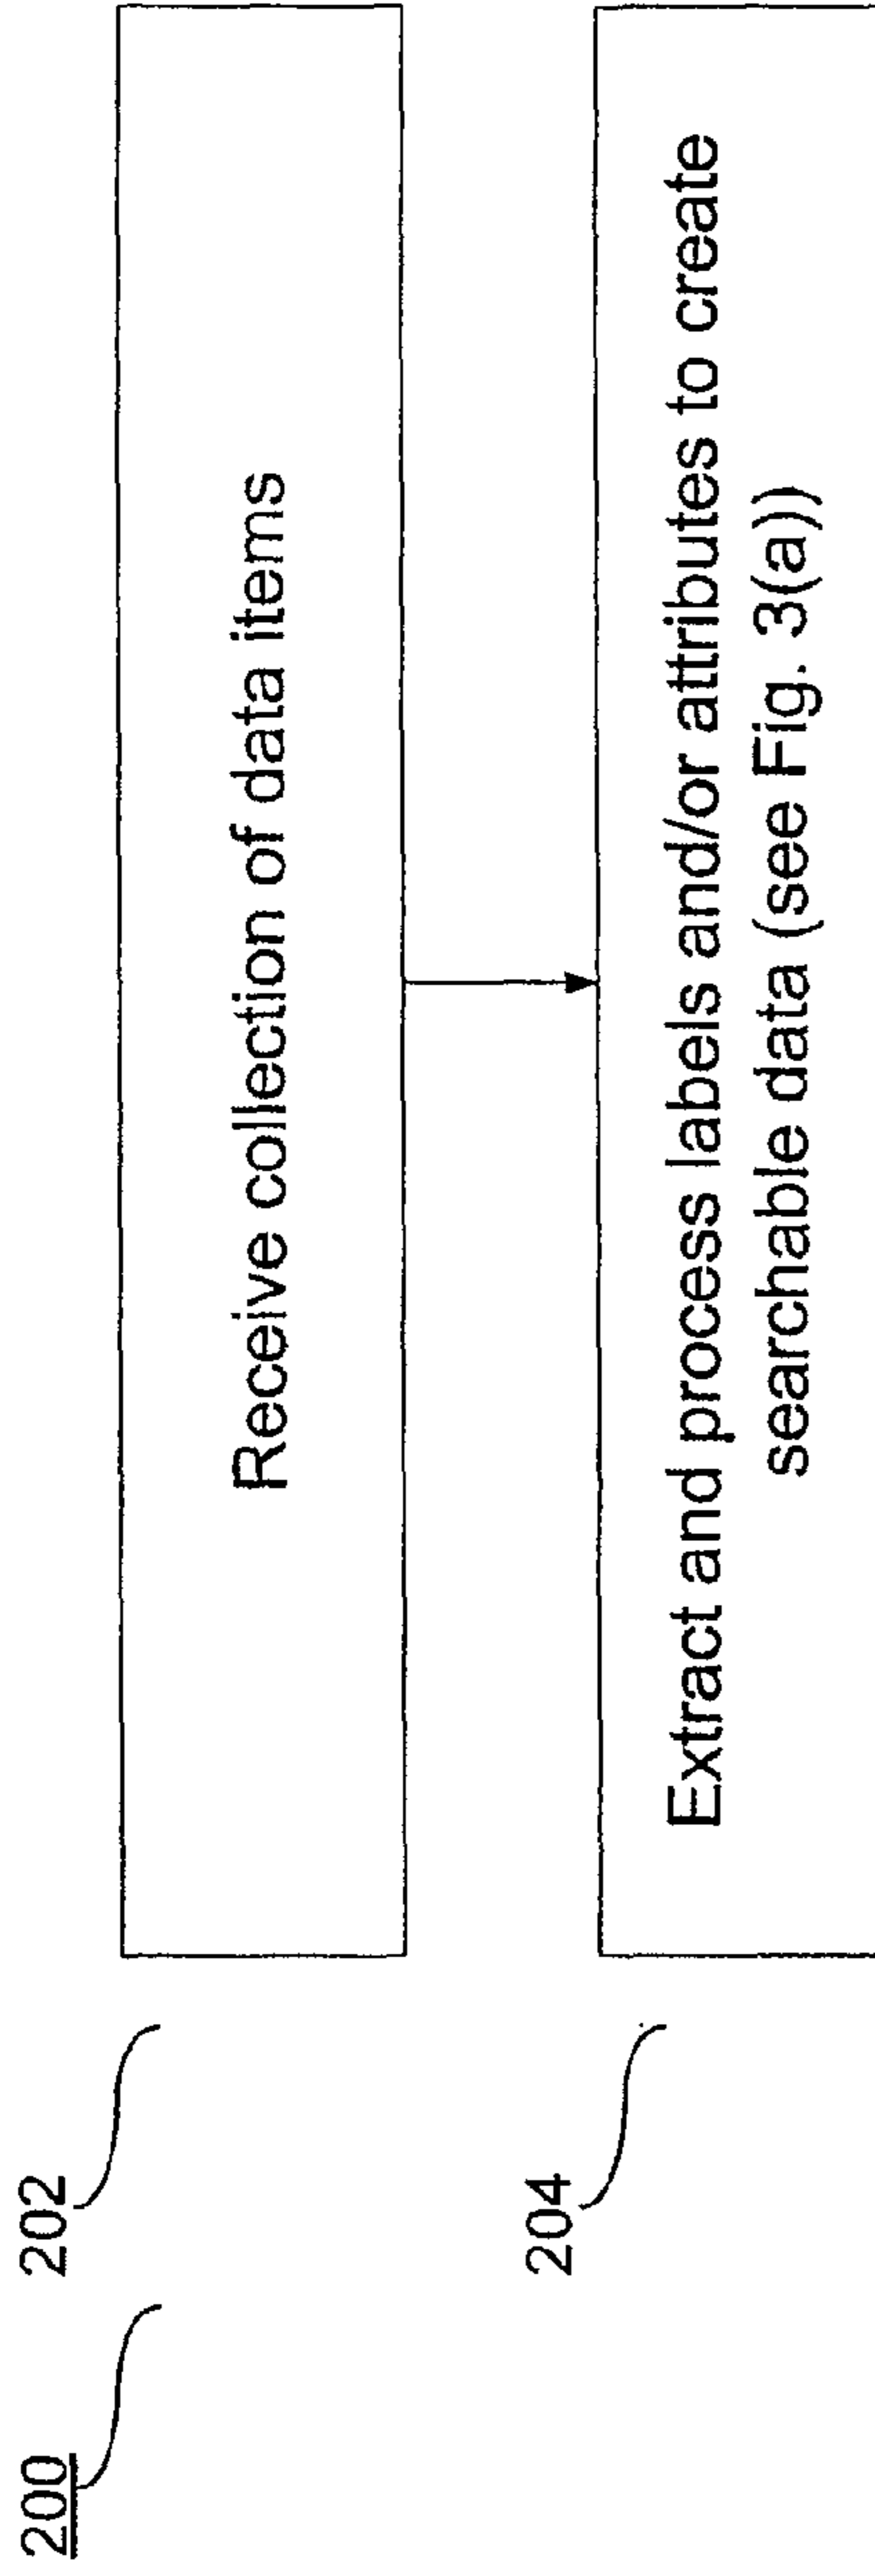 200
202
Receive collection of data items
204
Extract and process labels and/or attributes to create
searchable data (see Fig. 3(a))